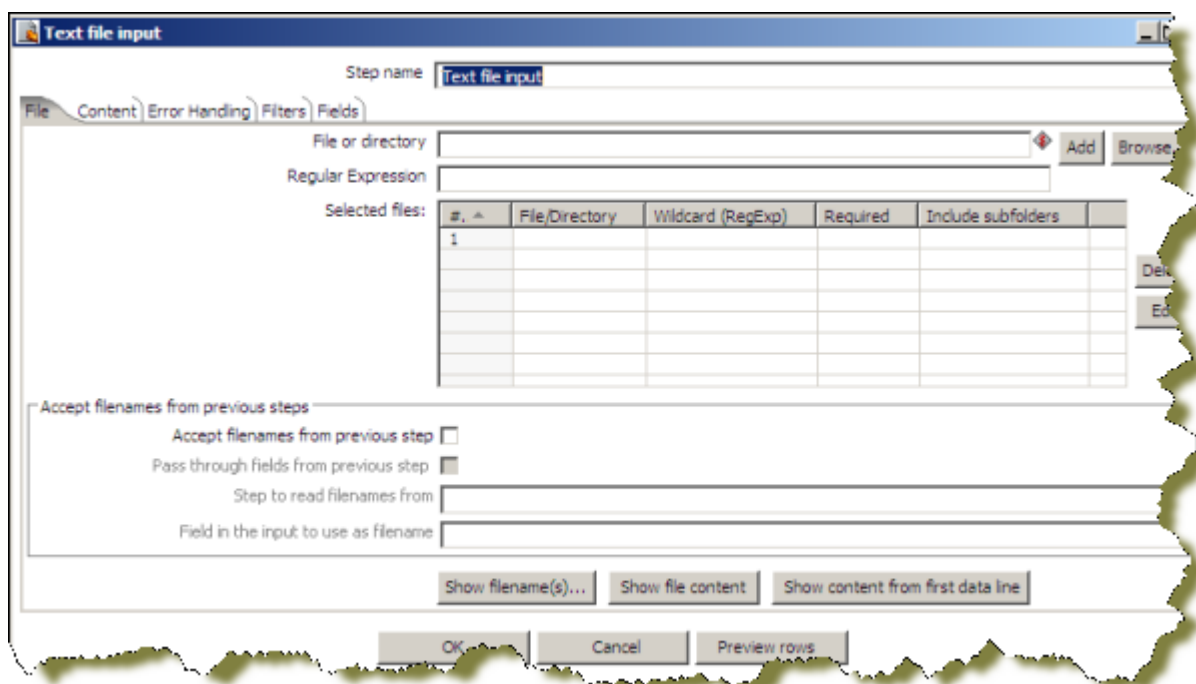 Text file input
Step name Text file input
File Content Error Handling Filters Fields
File or directory Add Browse
Regular Expression
Selected files: #. File/Directory Wildcard (RegExp) Required Include subfolders
1
Accept filenames from previous steps
Accept filenames from previous step
Pass through fields from previous step
Step to read filenames from
Field in the input to use as filename
Show filename(s)... Show file content Show content from first data line
OK Cancel Preview rows